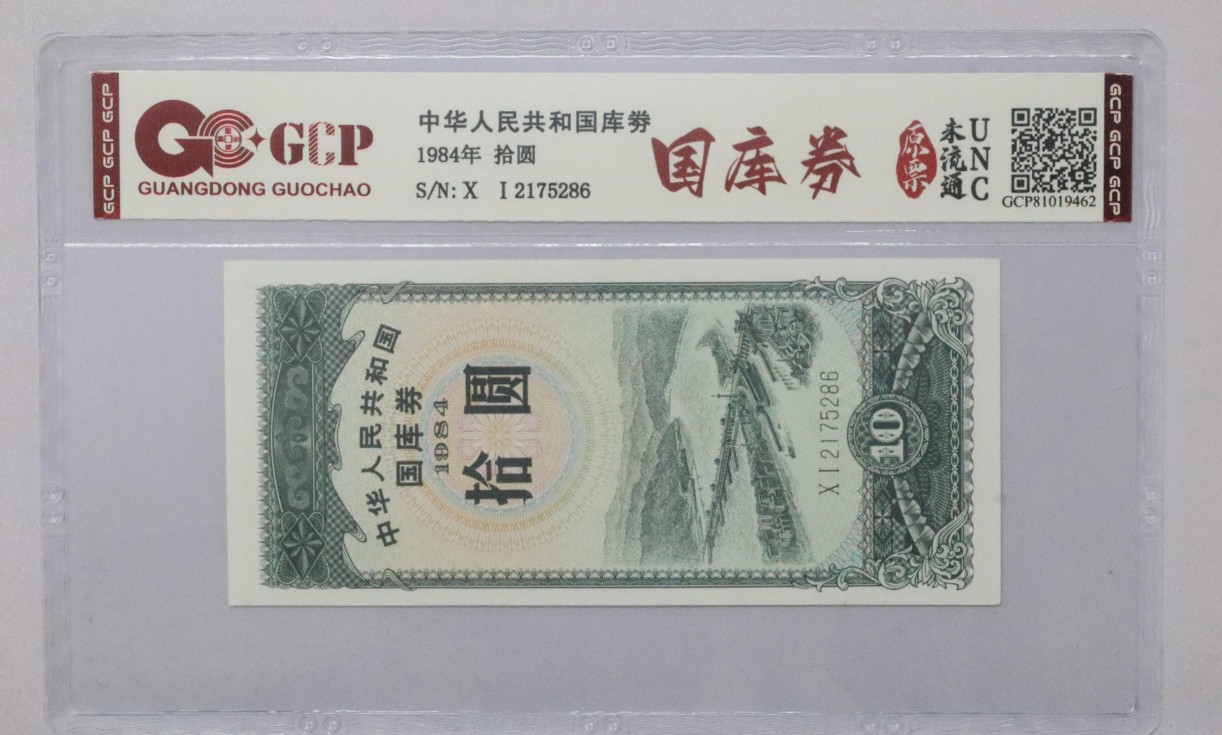 GCP GCP GCP
GCP
GUANGDONG GUOCHAO
中华人民共和国库劵
1984年 拾圆
S/N: X I 2175286
国库券
原票
未流通
UNC
GCP81019462
GCP GCP GCP
中华人民共和国
国库券
1984
拾圆
XI2175286
10